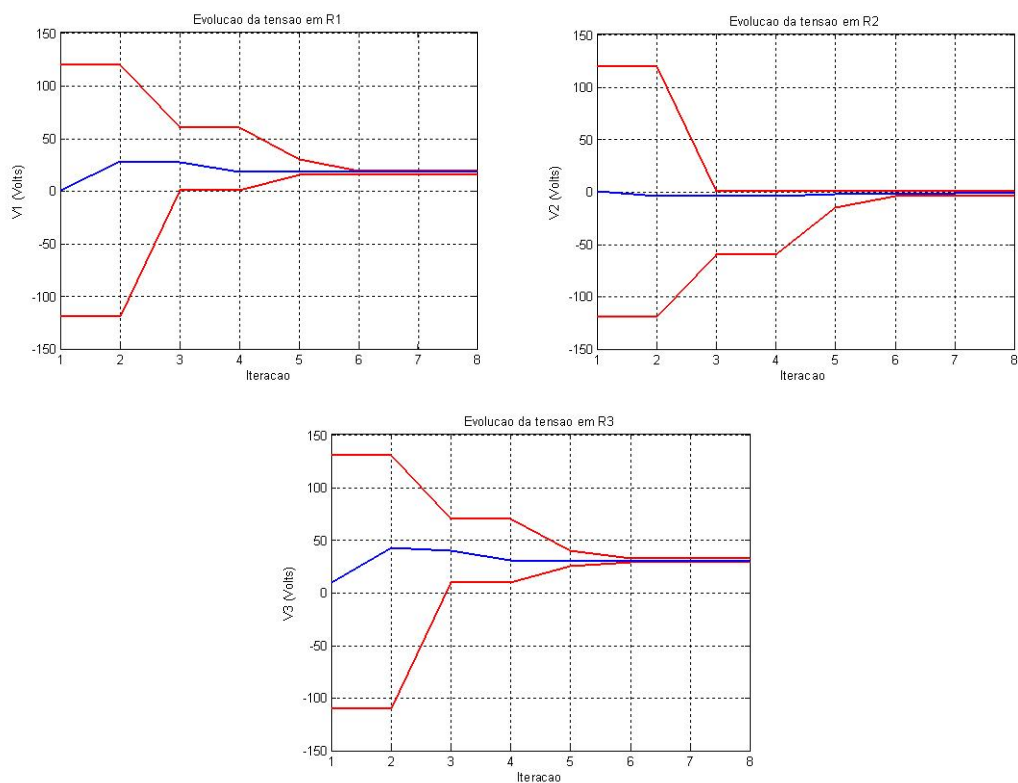 Evolucao da tensao em R1
150
100
50
0
-50
-100
-150
V1 (Volts)
1 2 3 4 5 6 7 8
Iteracao
Evolucao da tensao em R2
150
100
50
0
-50
-100
-150
V2 (Volts)
1 2 3 4 5 6 7 8
Iteracao
Evolucao da tensao em R3
150
100
50
0
-50
-100
-150
V3 (Volts)
1 2 3 4 5 6 7 8
Iteracao